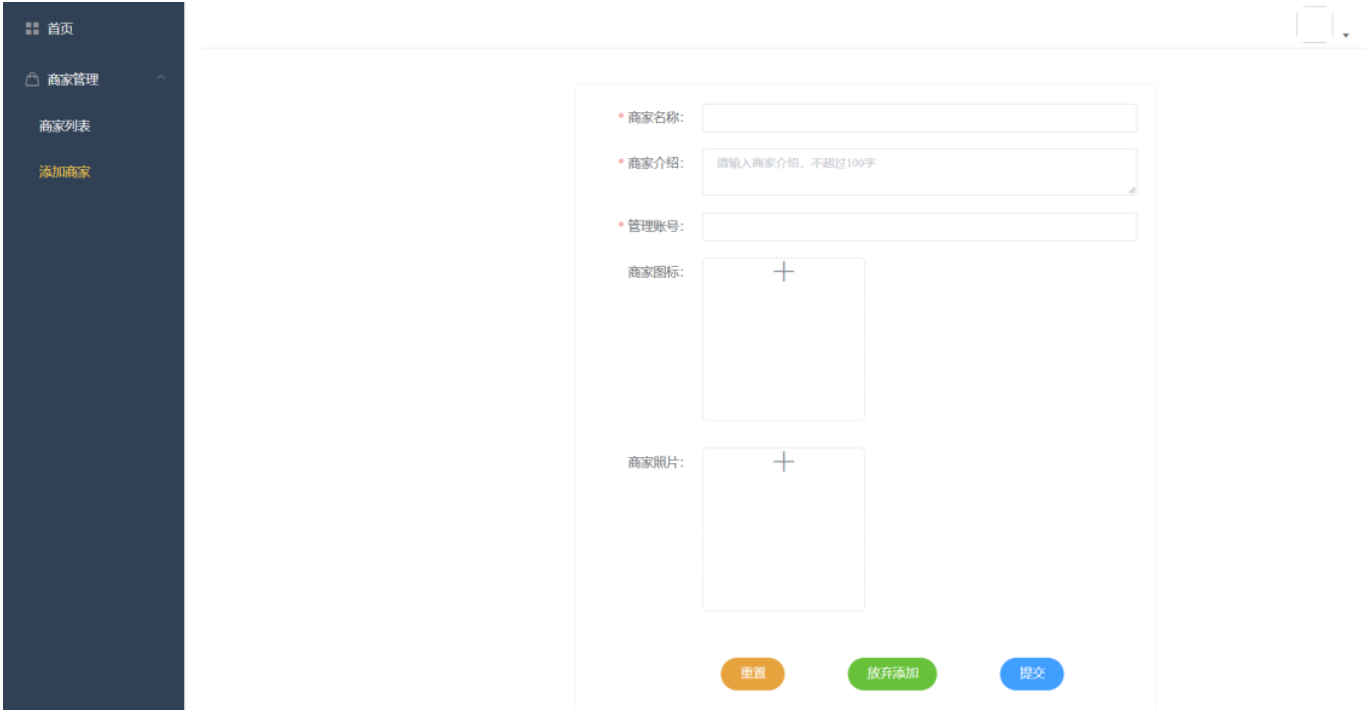 首页
商家管理
商家列表
添加商家
* 商家名称：
* 商家介绍：
请输入商家介绍，不超过100字
* 管理账号：
商家图标：
商家照片：
重置
放弃添加
提交